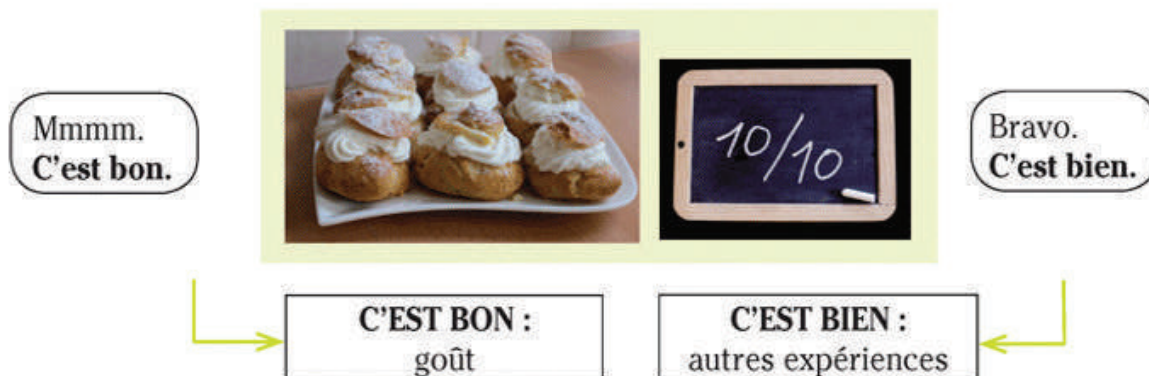 Mmmm.
C'est bon.
10/10
Bravo.
C'est bien.
C'EST BON :
goût
C'EST BIEN :
autres expériences